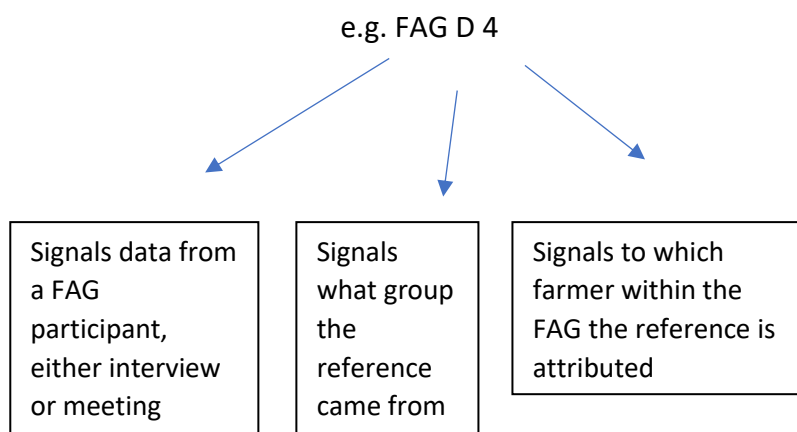 e.g. FAG D 4
Signals data from
a FAG
participant,
either interview
or meeting
Signals
what group
the
reference
came from
Signals to which
farmer within the
FAG the reference is
attributed